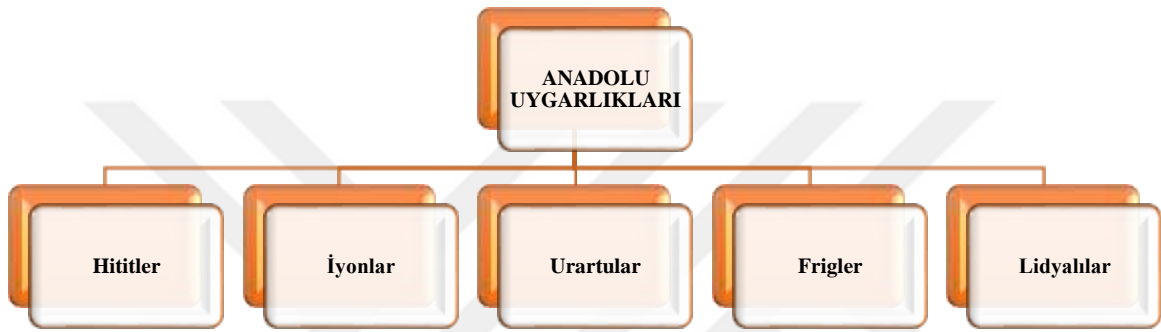 ANADOLU
UYGARLIKLARI
Hititler
İyonlar
Urartular
Frigler
Lidyalılar